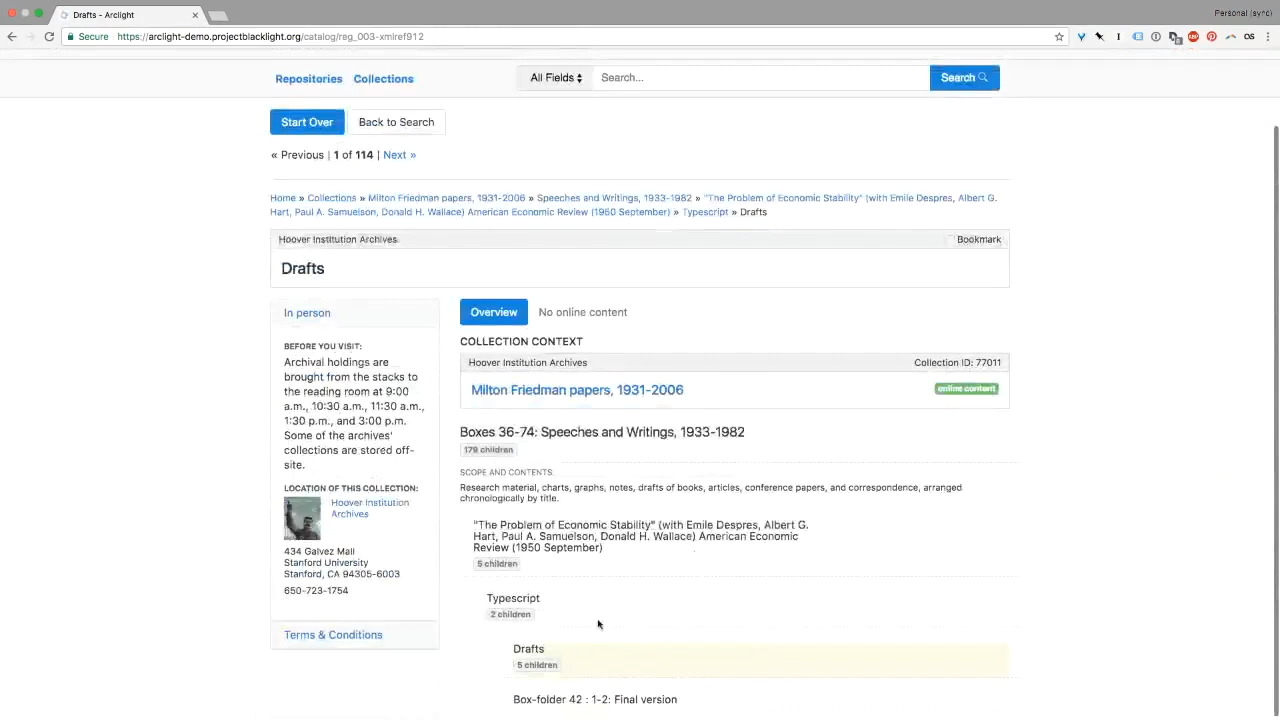 Drafts - Arclight
Personal (sync)
Secure https://arclight-demo.projectblacklight.org/catalog/reg_003-xmlref912
Repositories Collections All Fields Search... Search
Start Over Back to Search
« Previous | 1 of 114 | Next »
Home » Collections » Milton Friedman papers, 1931-2006 » Speeches and Writings, 1933-1982 » "The Problem of Economic Stability" (with Emile Despres, Albert G.
Hart, Paul A. Samuelson, Donald H. Wallace) American Economic Review (1950 September) » Typescript » Drafts
Hoover Institution Archives Bookmark
Drafts
In person
BEFORE YOU VISIT:
Archival holdings are
brought from the stacks to
the reading room at 9:00
a.m., 10:30 a.m., 11:30 a.m.,
1:30 p.m., and 3:00 p.m.
Some of the archives'
collections are stored off-
site.
LOCATION OF THIS COLLECTION:
Hoover Institution
Archives
434 Galvez Mall
Stanford University
Stanford, CA 94305-6003
650-723-1754
Terms & Conditions
Overview No online content
COLLECTION CONTEXT
Hoover Institution Archives Collection ID: 77011
Milton Friedman papers, 1931-2006 online content
Boxes 36-74: Speeches and Writings, 1933-1982
179 children
SCOPE AND CONTENTS:
Research material, charts, graphs, notes, drafts of books, articles, conference papers, and correspondence, arranged
chronologically by title.
"The Problem of Economic Stability" (with Emile Despres, Albert G.
Hart, Paul A. Samuelson, Donald H. Wallace) American Economic
Review (1950 September)
5 children
Typescript
2 children
Drafts
5 children
Box-folder 42 : 1-2: Final version